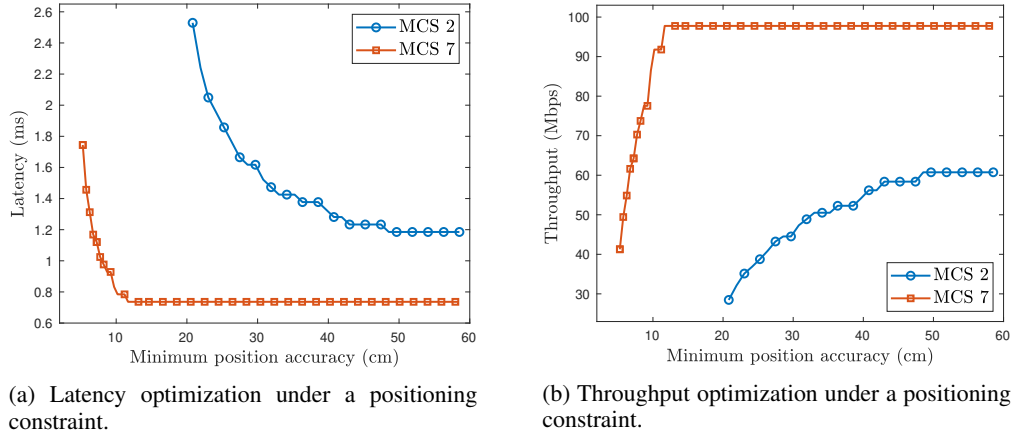 2.6
2.4
2.2
2
1.8
1.6
1.4
1.2
1
0.8
0.6
Latency (ms)
MCS 2
MCS 7
10 20 30 40 50 60
Minimum position accuracy (cm)
(a) Latency optimization under a positioning
constraint.
100
90
80
70
60
50
40
30
Throughput (Mbps)
MCS 2
MCS 7
10 20 30 40 50 60
Minimum position accuracy (cm)
(b) Throughput optimization under a positioning
constraint.